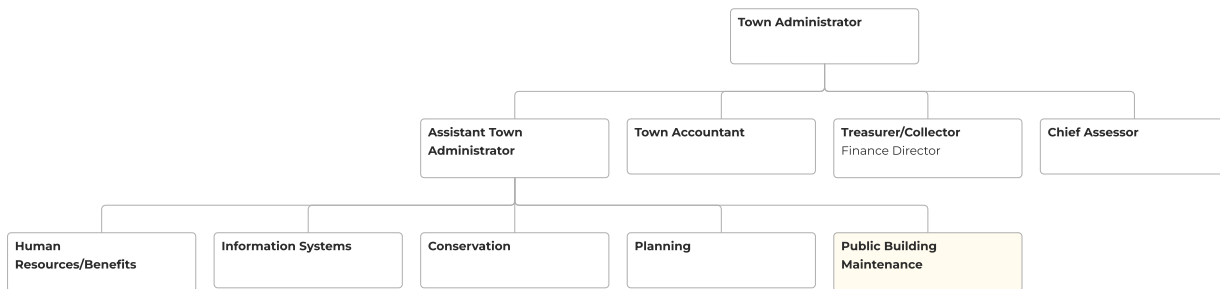 Town Administrator
Assistant Town
Administrator
Town Accountant
Treasurer/Collector
Finance Director
Chief Assessor
Human
Resources/Benefits
Information Systems
Conservation
Planning
Public Building
Maintenance